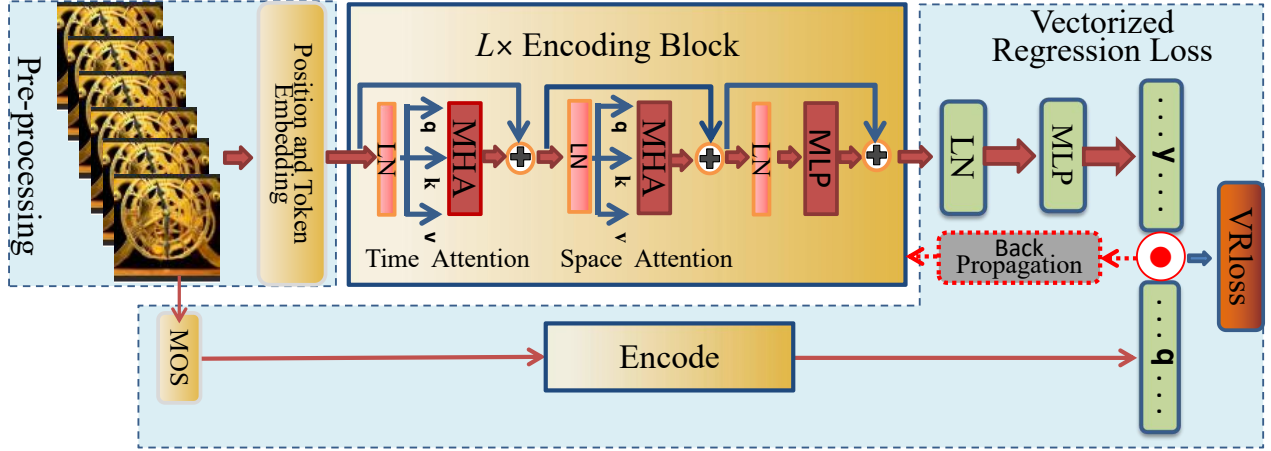 Pre-processing
Position and Token
Embedding
L× Encoding Block
LN
q
k
v
MHA
Time Attention
LN
q
k
v
MHA
Space Attention
LN
MLP
Vectorized
Regression Loss
LN
MLP
. . . . y . . . .
Back
Propagation
VRloss
MOS
Encode
. . . . q . . . .